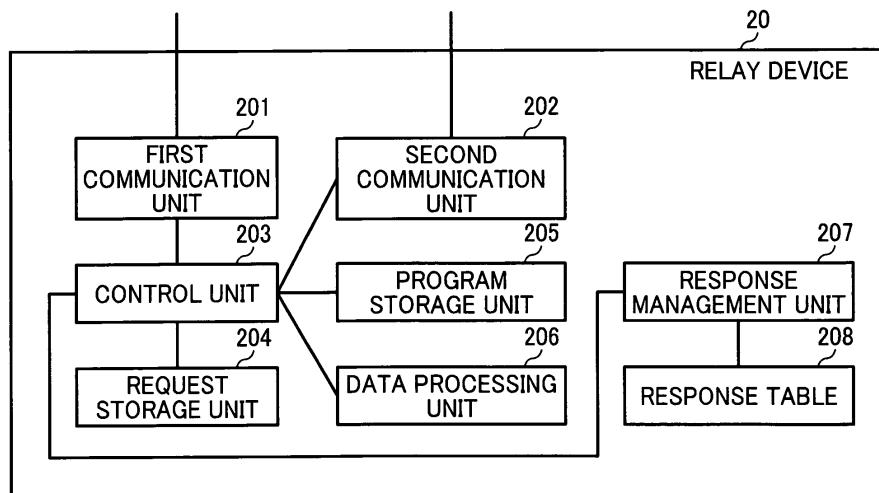 20
RELAY DEVICE
201
FIRST
COMMUNICATION
UNIT
202
SECOND
COMMUNICATION
UNIT
203
CONTROL UNIT
205
PROGRAM
STORAGE UNIT
207
RESPONSE
MANAGEMENT UNIT
204
REQUEST
STORAGE UNIT
206
DATA PROCESSING
UNIT
208
RESPONSE TABLE